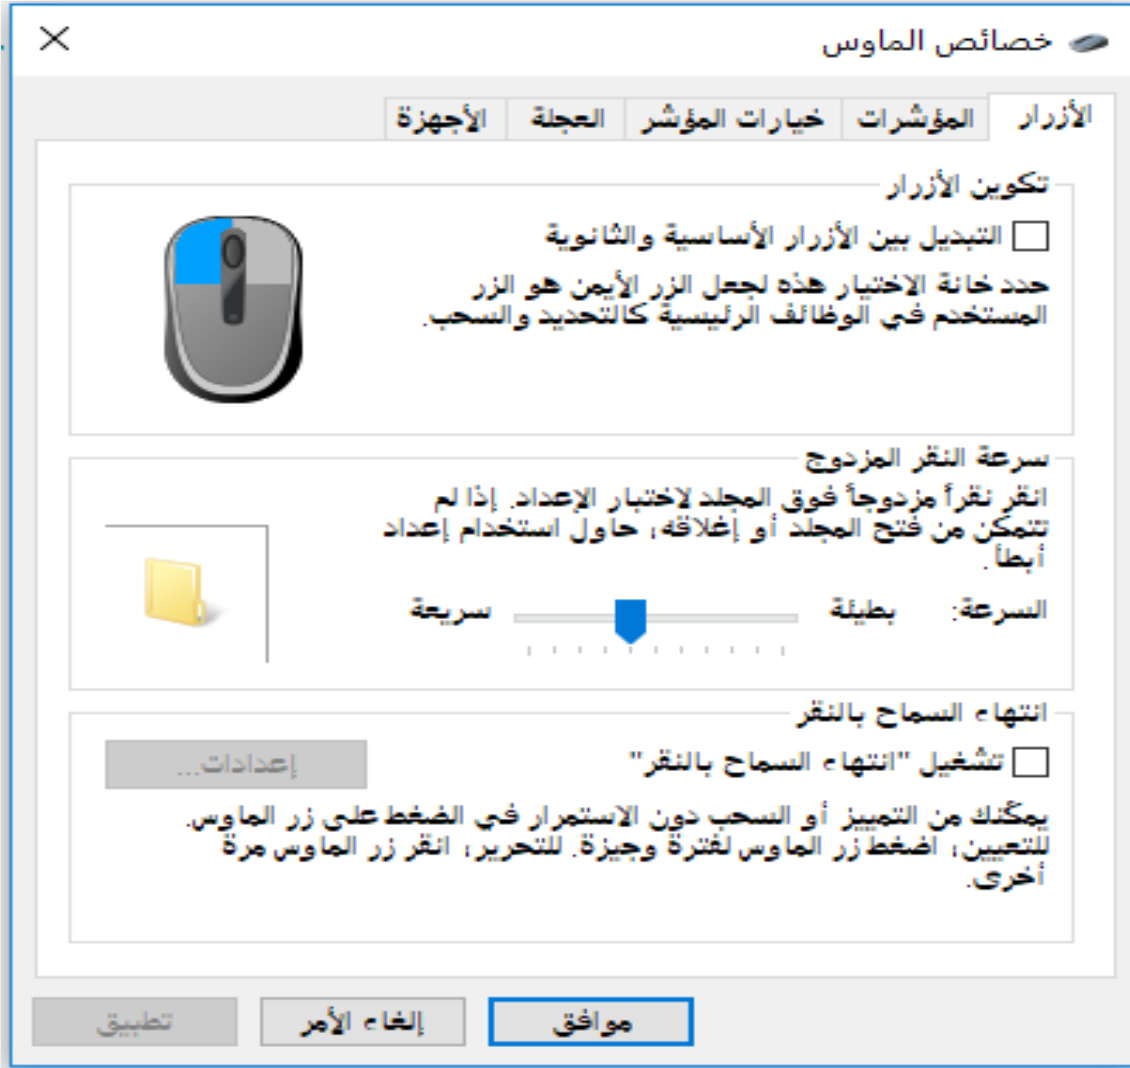 خصائص الماوس
الأزرار
المؤشرات
خيارات المؤشر
العجلة
الأجهزة
تكوين الأزرار
التبديل بين الأزرار الأساسية والثانوية
حدد خانة الاختيار هذه لجعل الزر الأيمن هو الزر
المستخدم في الوظائف الرئيسية كالتحديد والسحب.
سرعة النقر المزدوج
انقر نقراً مزدوجاً فوق المجلد لاختبار الإعداد. إذا لم
تتمكن من فتح المجلد أو إغلاقه، حاول استخدام إعداد
أبطأ.
السرعة: بطيئة سريعة
انتهاء السماح بالنقر
تشغيل "انتهاء السماح بالنقر"
إعدادات...
يمكّنك من التمييز أو السحب دون الاستمرار في الضغط على زر الماوس.
للتعيين، اضغط زر الماوس لفترة وجيزة. للتحرير، انقر زر الماوس مرة
أخرى.
موافق
إلغاء الأمر
تطبيق